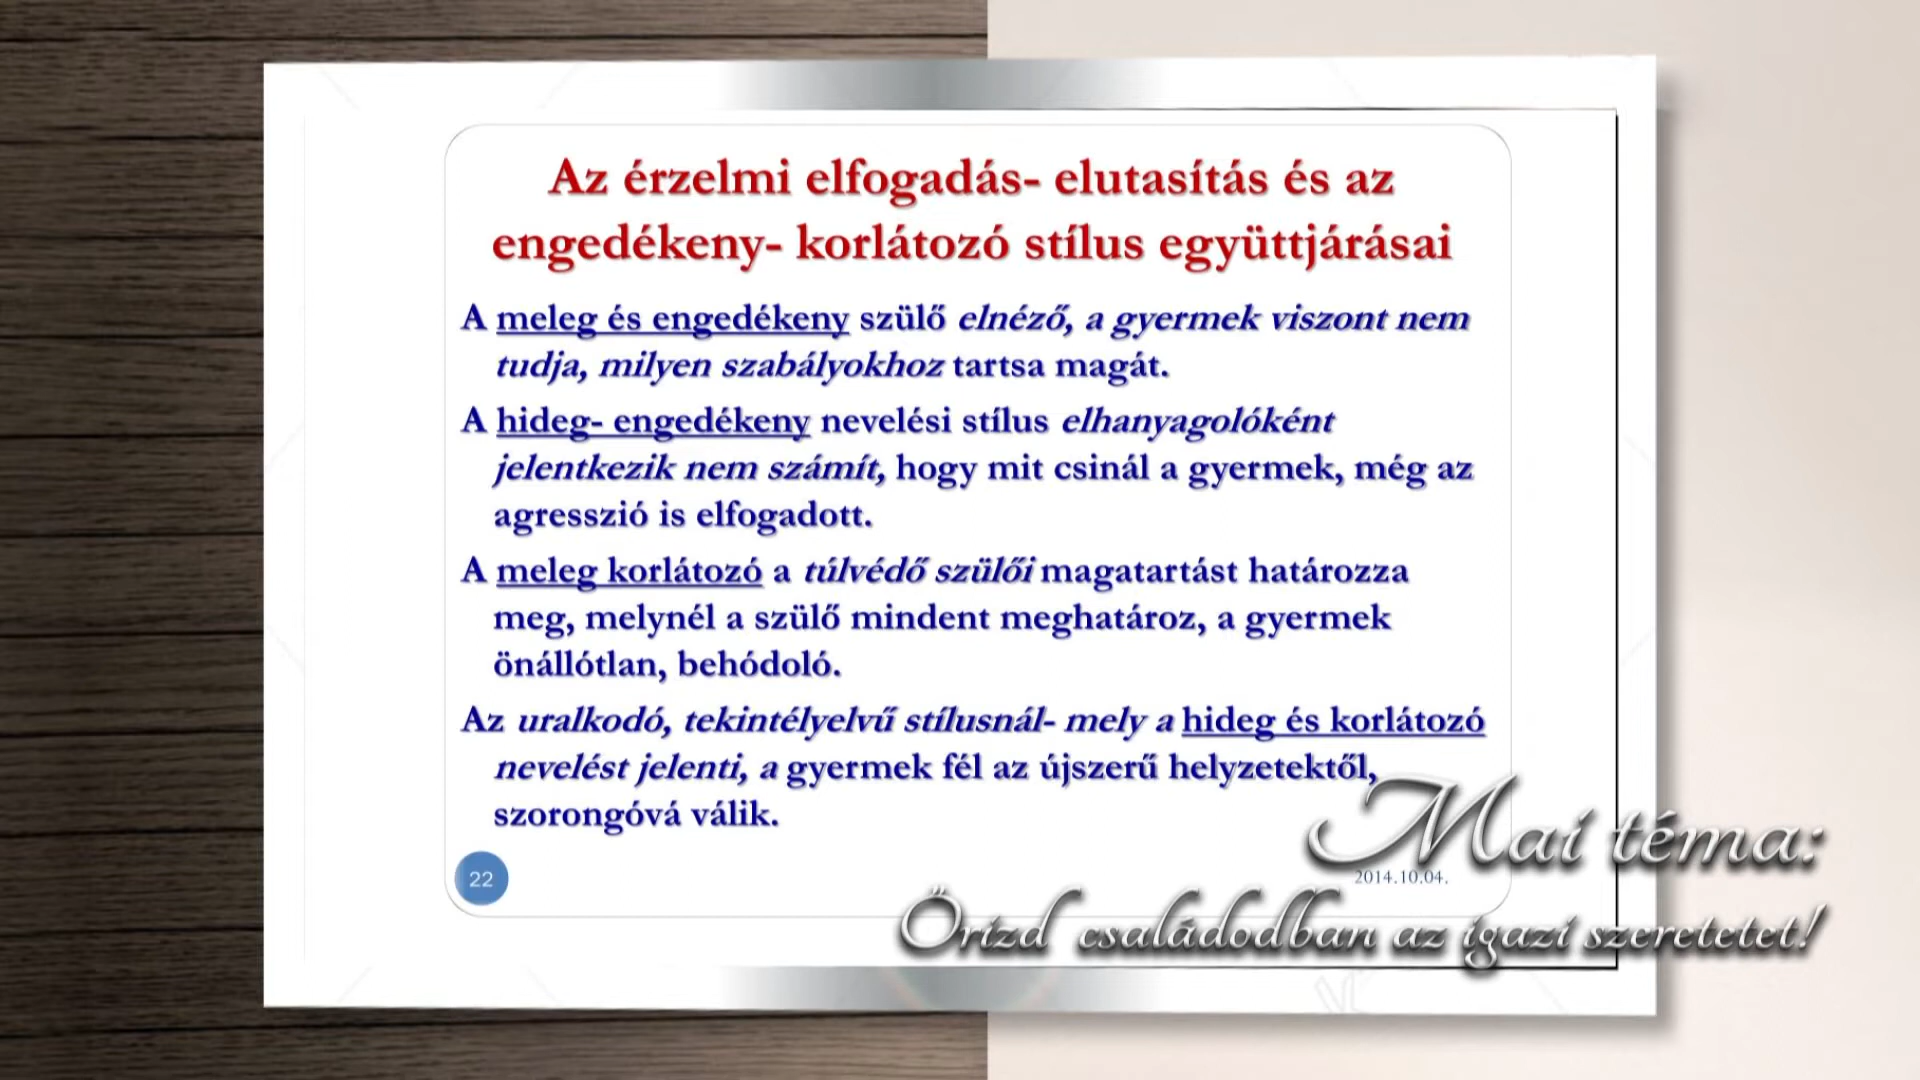 Az érzelmi elfogadás- elutasítás és az
engedékeny- korlátozó stílus együttjárásai
A meleg és engedékeny szülő elnéző, a gyermek viszont nem
tudja, milyen szabályokhoz tartsa magát.
A hideg- engedékeny nevelési stílus elhanyagolóként
jelentkezik nem számít, hogy mit csinál a gyermek, még az
agresszió is elfogadott.
A meleg korlátozó a túlvédő szülői magatartást határozza
meg, melynél a szülő mindent meghatároz, a gyermek
önállótlan, behódoló.
Az uralkodó, tekintélyelvű stílusnál- mely a hideg és korlátozó
nevelést jelenti, a gyermek fél az újszerű helyzetektől,
szorongóvá válik.
22
2014.10.04.
Mai téma:
Őrizd családodban az igazi szeretetet!